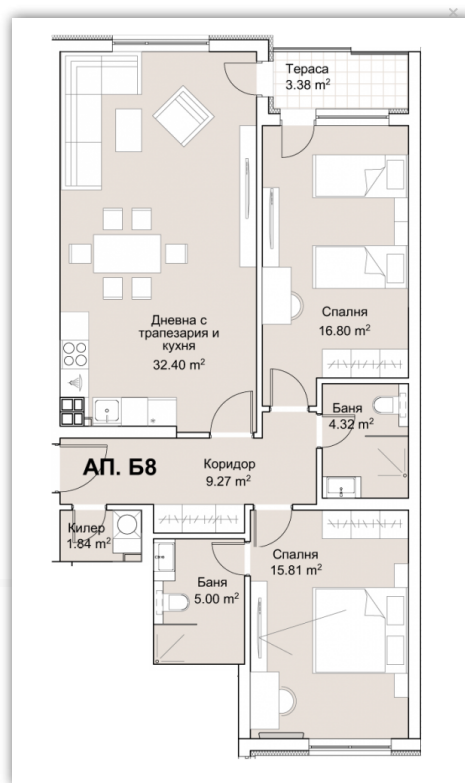 Тераса
3.38 m²
Спалня
16.80 m²
Дневна с
трапезария и
кухня
32.40 m²
Баня
4.32 m²
АП. Б8
Коридор
9.27 m²
Килер
1.84 m²
Спалня
15.81 m²
Баня
5.00 m²